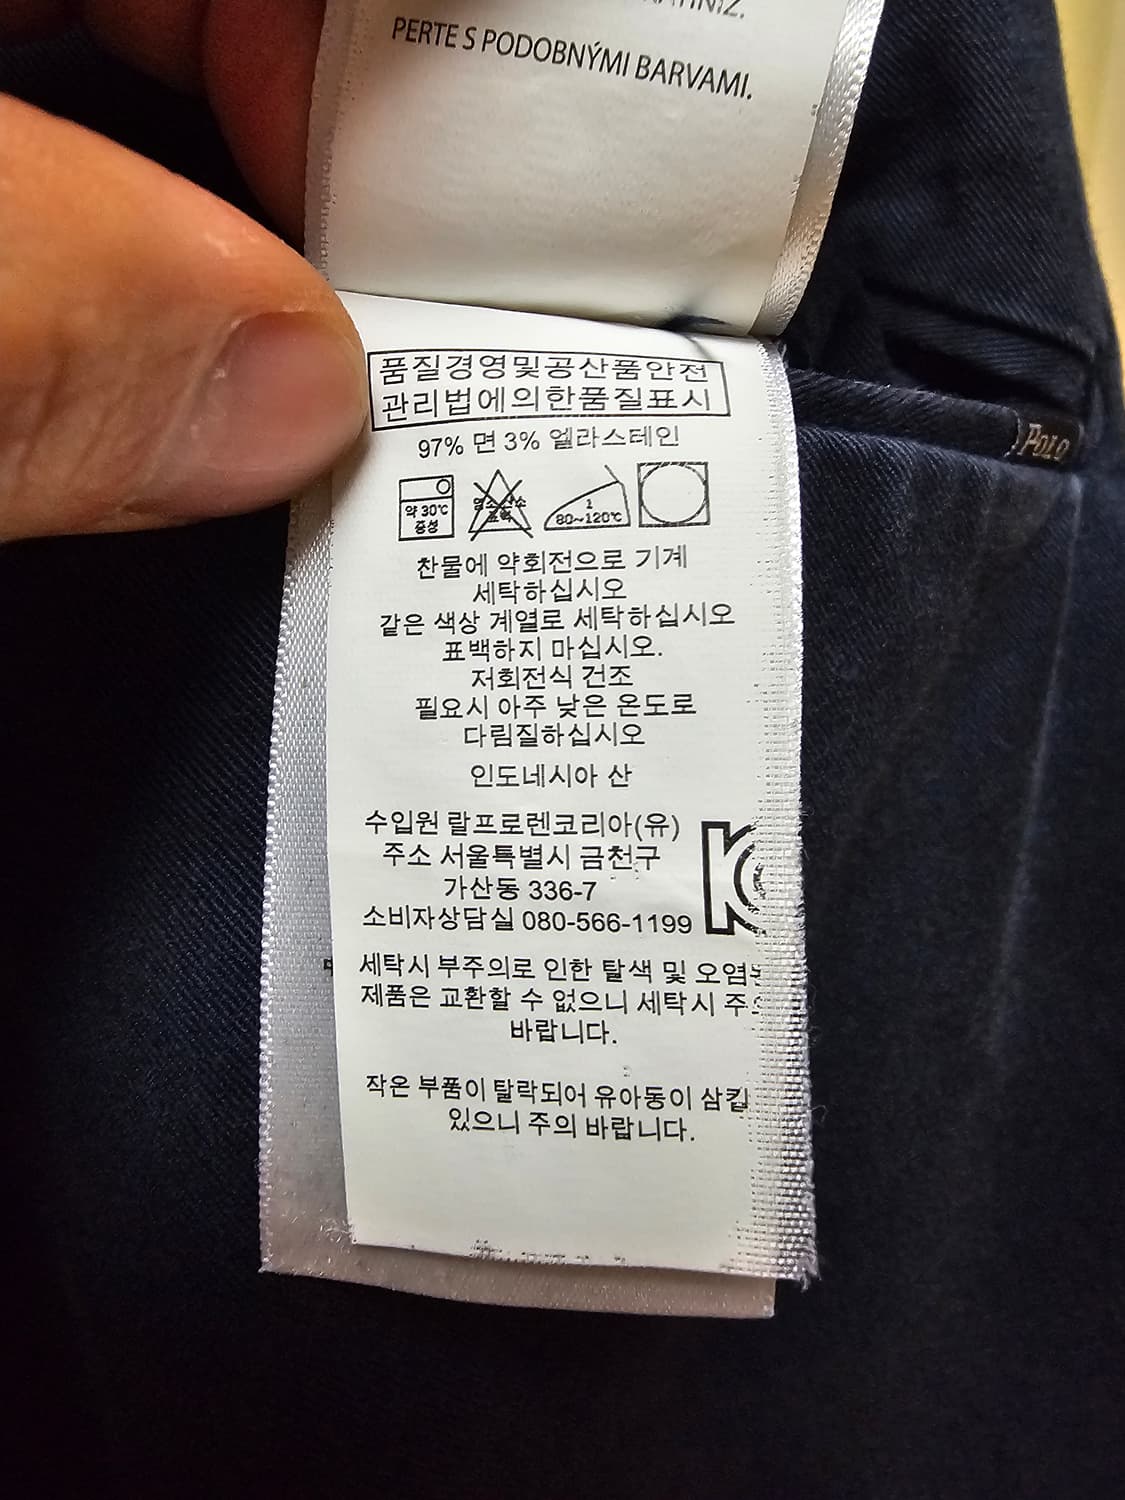 PERTE S PODOBNÝMI BARVAMI.
품질경영및공산품안전
관리법에의한품질표시
97% 면 3% 엘라스테인
약 30℃
중성
염소산소
표백
1
80~120℃
찬물에 약회전으로 기계
세탁하십시오
같은 색상 계열로 세탁하십시오
표백하지 마십시오.
저회전식 건조
필요시 아주 낮은 온도로
다림질하십시오
인도네시아 산
수입원 랄프로렌코리아(유)
주소 서울특별시 금천구
가산동 336-7
소비자상담실 080-566-1199
세탁시 부주의로 인한 탈색 및 오염
제품은 교환할 수 없으니 세탁시
바랍니다.
작은 부품이 탈락되어 유아동이 삼킬
있으니 주의 바랍니다.
POLO